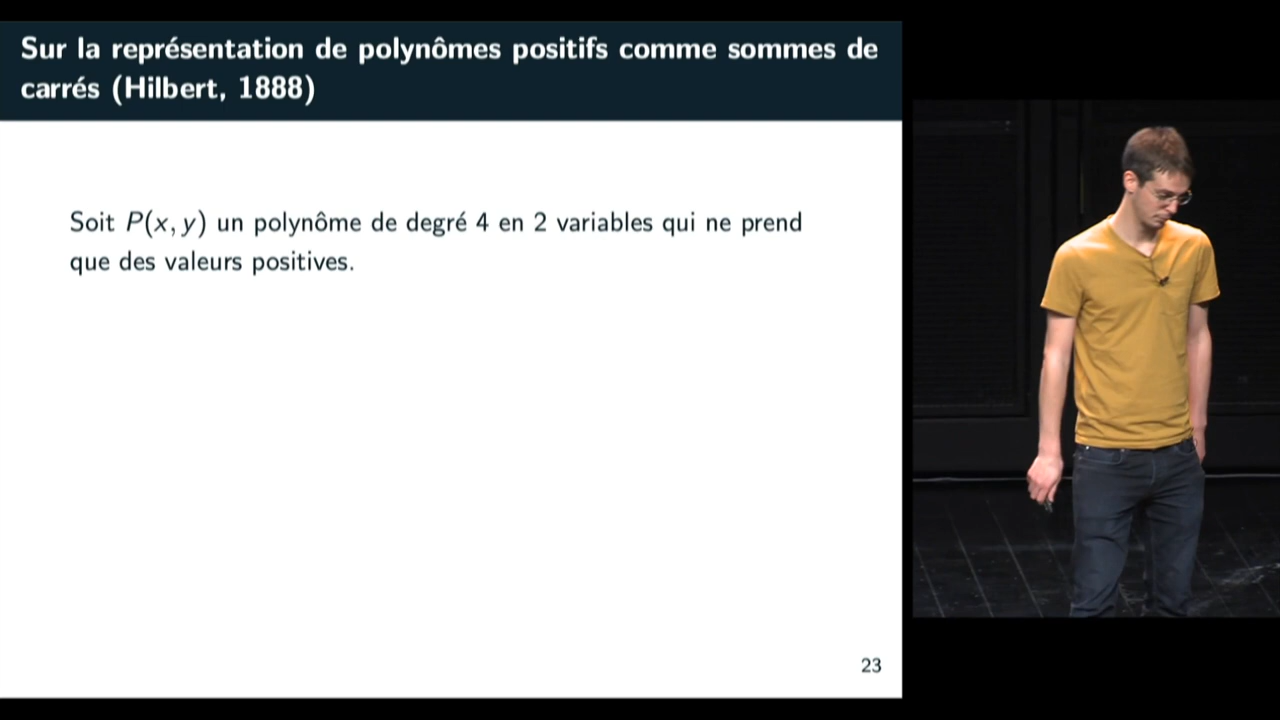 Sur la représentation de polynômes positifs comme sommes de
carrés (Hilbert, 1888)
Soit P(x, y) un polynôme de degré 4 en 2 variables qui ne prend
que des valeurs positives.
23